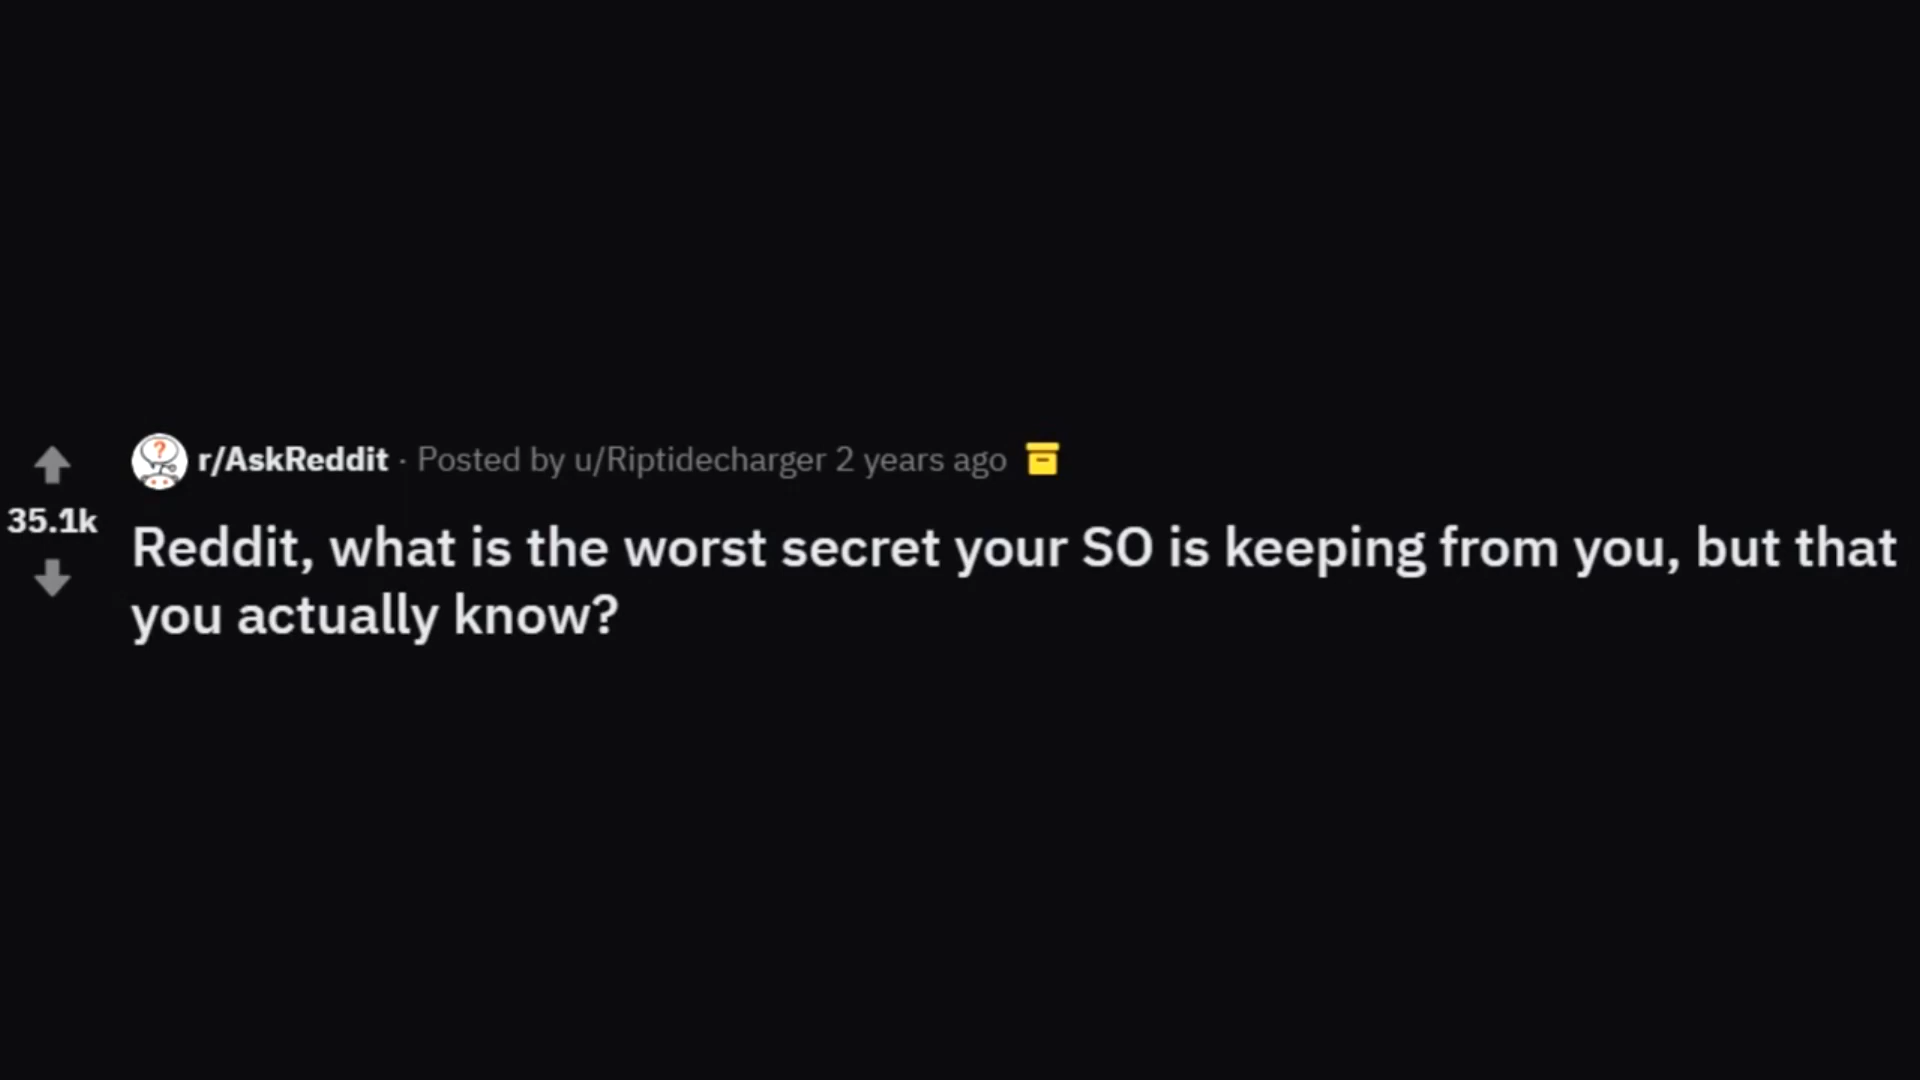 r/AskReddit · Posted by u/Riptidecharger 2 years ago
35.1k
Reddit, what is the worst secret your SO is keeping from you, but that
you actually know?